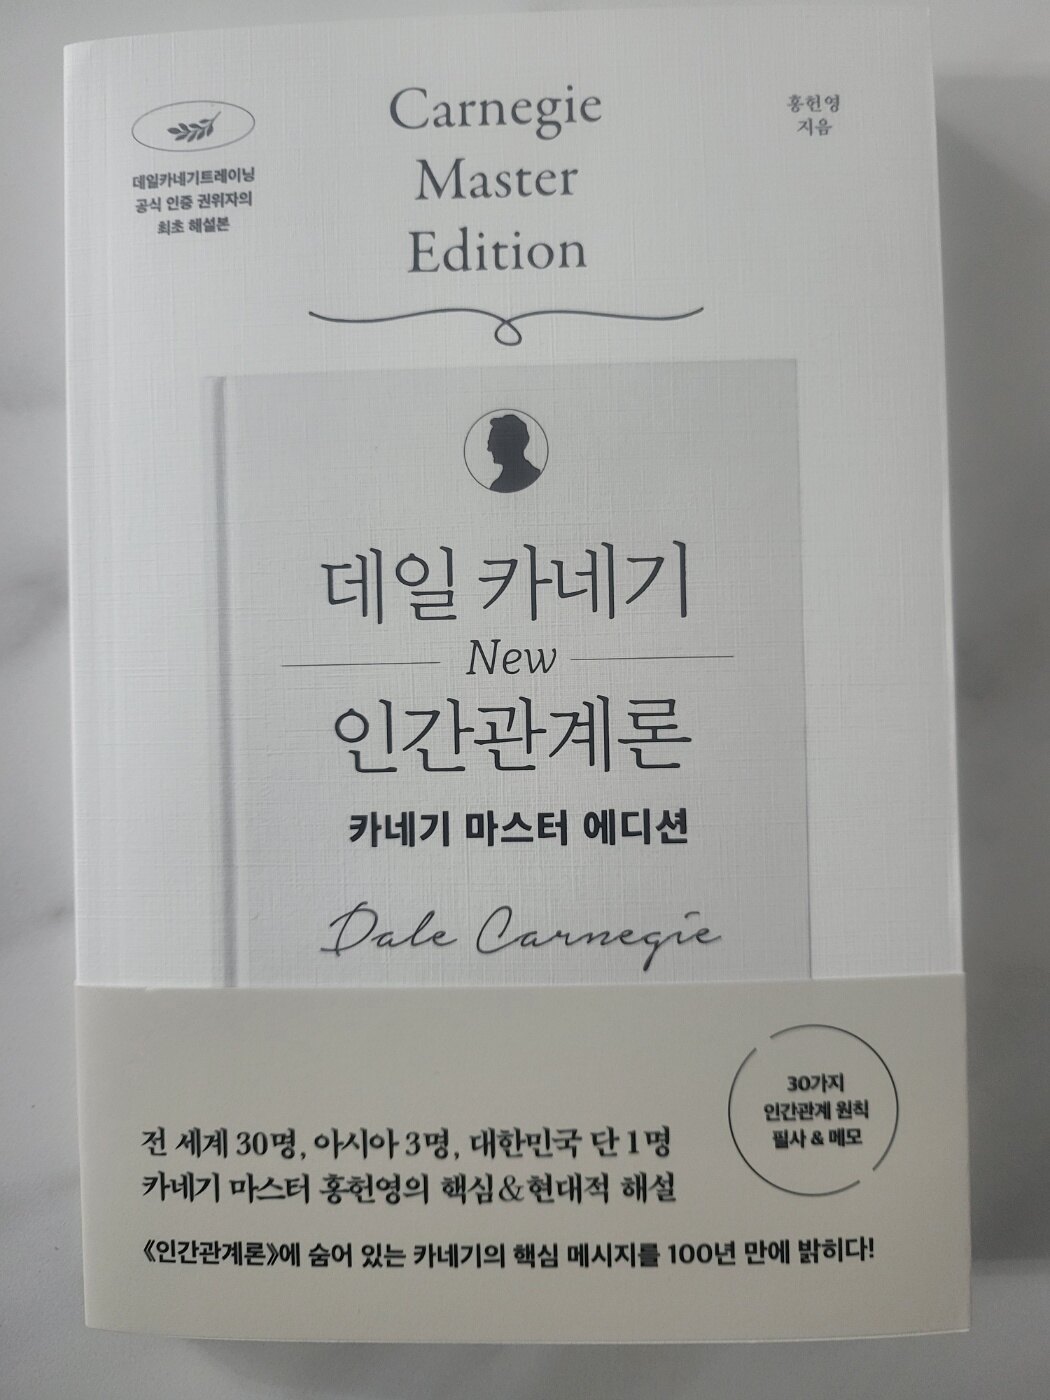 Carnegie
Master
Edition
데일카네기트레이닝
공식 인증 권위자의
최초 해설본
홍헌영
지음
데일 카네기
New
인간관계론
카네기 마스터 에디션
Dale Carnegie
30가지
인간관계 원칙
필사 & 메모
전 세계 30명, 아시아 3명, 대한민국 단 1명
카네기 마스터 홍헌영의 핵심&현대적 해설
《인간관계론》에 숨어 있는 카네기의 핵심 메시지를 100년 만에 밝히다!